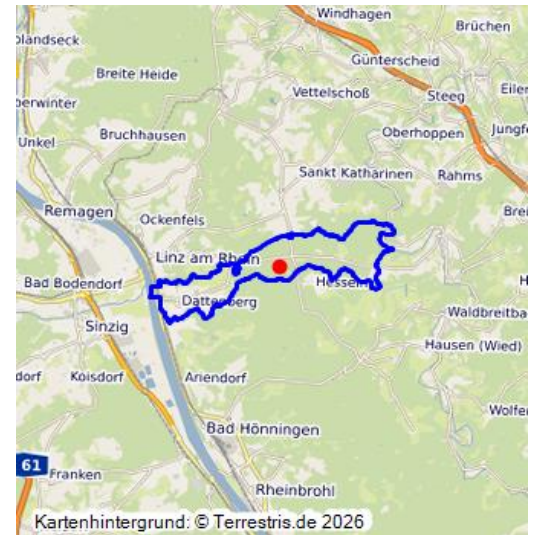 Windhagen
olandseck
Brüchen
Günterscheid
Breite Heide
Vettelschoß
Steeg
Eiler
berwinter
Bruchhausen
Oberhoppen
Jungf
Unkel
Sankt Katharinen
Rahms
Remagen
Ockenfels
Brei
Linz am Rhein
Bad Bodendorf
Hesseln
H
Dattenberg
Waldbreitba
Sinzig
Hausen (Wied)
dorf
Koisdorf
Ariendorf
Wolfe
Bad Hönningen
61
Franken
Rheinbrohl
Kartenhintergrund: © Terrestris.de 2026